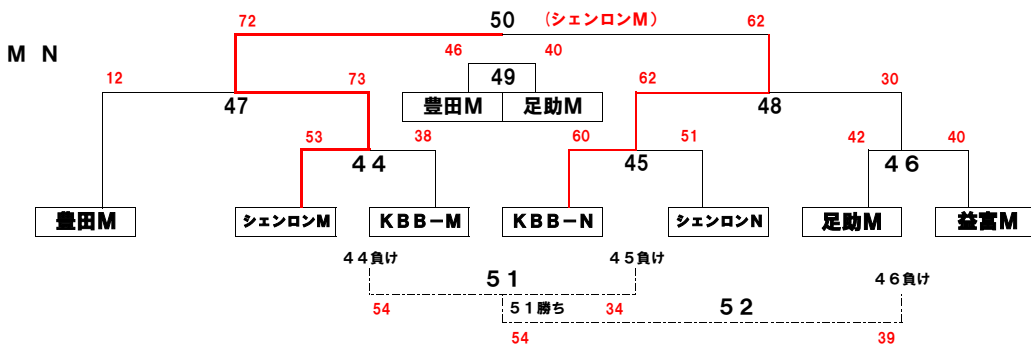 72 50 (シェンロンM) 62
M N
46 40
12 73 49 62 30
47 豊田M 足助M 48
53 38 60 51 42 40
44 45 46
豊田M シェンロンM KBB-M KBB-N シェンロンN 足助M 益富M
44負け 45負け
51 46負け
54 51勝ち 34 52
54 39